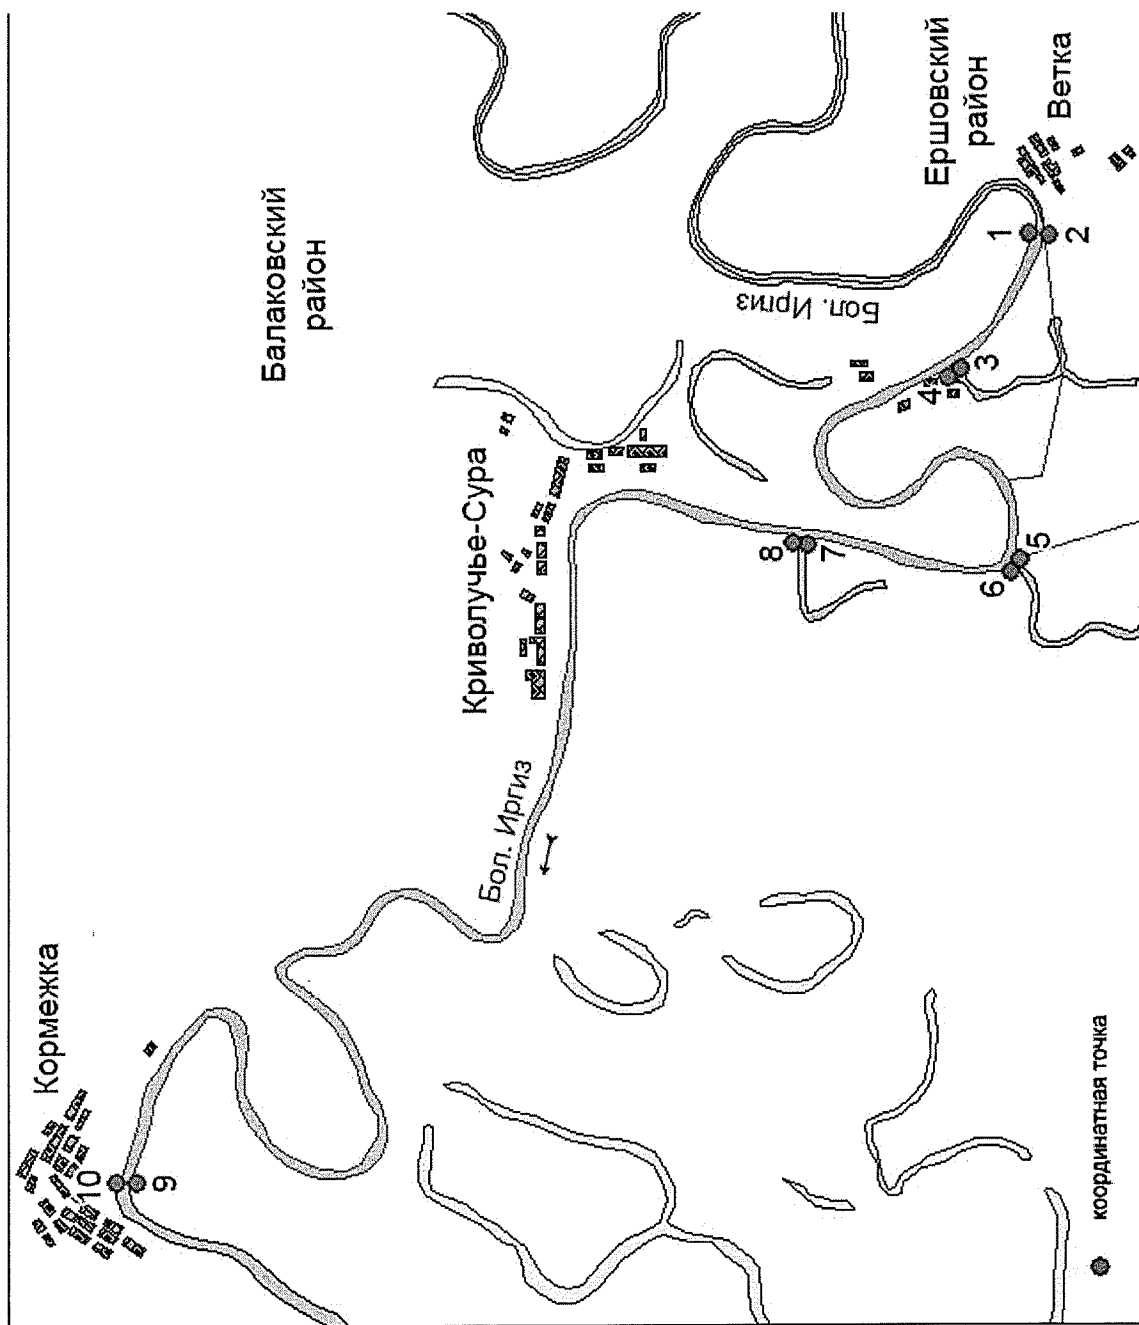 Кормежка
10
9
Бол. Иргиз
Криволучье-Сура
Балаковский
район
8
7
6
5
4
3
Бол. Иргиз
1
2
Ершовский
район
Ветка
координатная точка